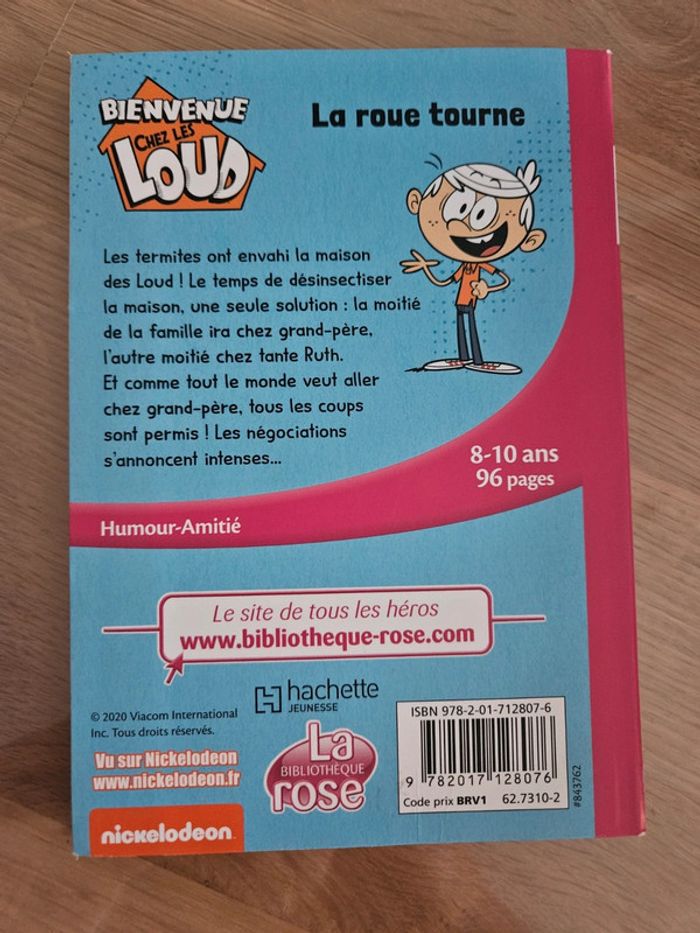 BIENVENUE
CHEZ LES
LOUD
La roue tourne
Les termites ont envahi la maison
des Loud ! Le temps de désinsectiser
la maison, une seule solution : la moitié
de la famille ira chez grand-père,
l'autre moitié chez tante Ruth.
Et comme tout le monde veut aller
chez grand-père, tous les coups
sont permis ! Les négociations
s'annoncent intenses...
8-10 ans
96 pages
Humour-Amitié
Le site de tous les héros
www.bibliotheque-rose.com
hachette
JEUNESSE
© 2020 Viacom International
Inc. Tous droits réservés.
Vu sur Nickelodeon
www.nickelodeon.fr
nickelodeon
La
BIBLIOTHÈQUE
rose
ISBN 978-2-01-712807-6
9 782017 128076
Code prix BRV1 62.7310-2
#843762